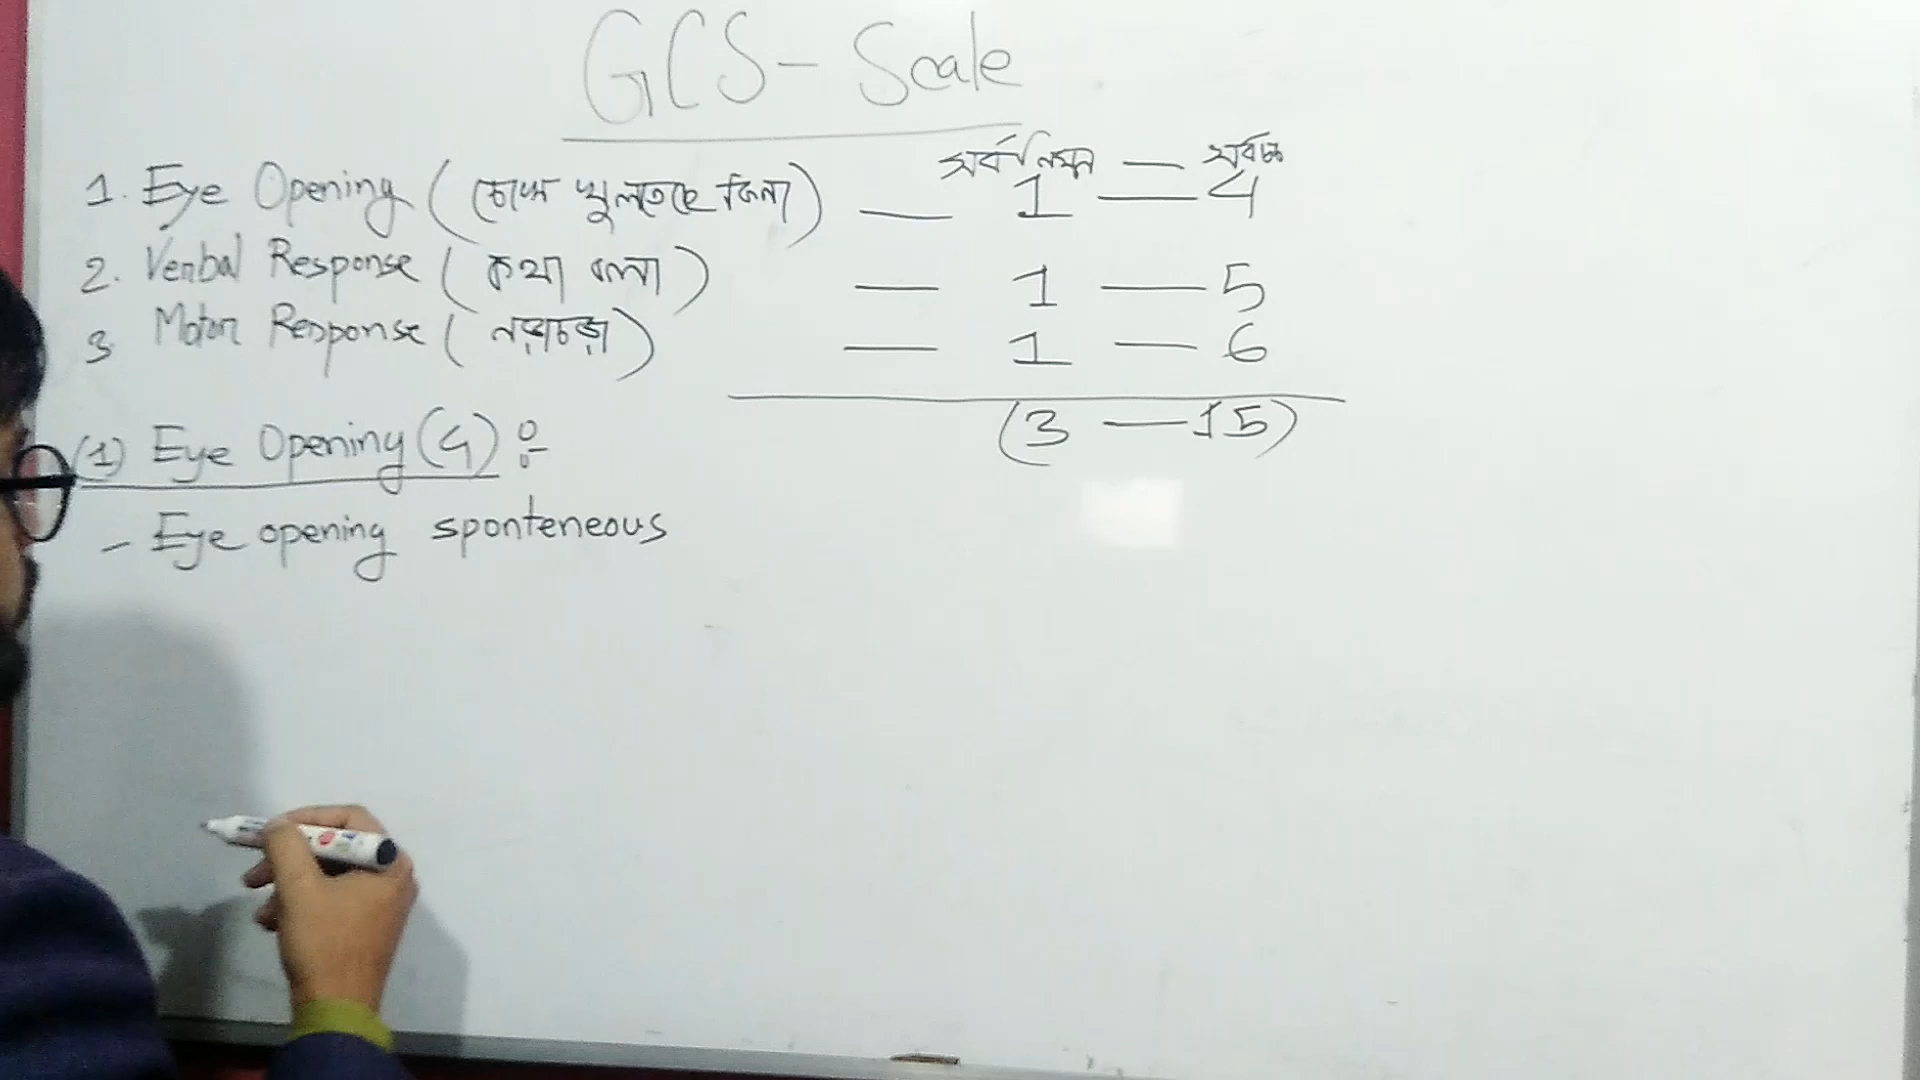 GCS - Scale
সর্বনিম্ন — সর্বচ্চ
1. Eye Opening (চোখ খুলতেছে কিনা) — 1 — 4
2. Verbal Response (কথা বলা) — 1 — 5
3 Motor Response (নড়াচড়া) — 1 — 6
(3 — 15)
(1) Eye Opening (4) :-
- Eye opening sponteneous